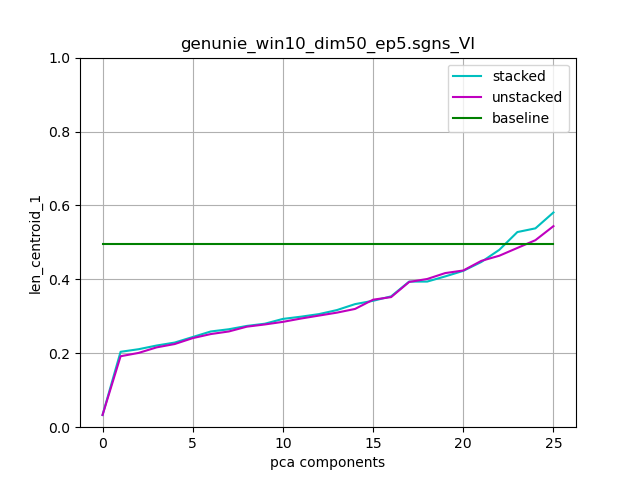 genunie_win10_dim50_ep5.sgns_VI
stacked
unstacked
baseline
len_centroid_1
1.0
0.8
0.6
0.4
0.2
0.0
0 5 10 15 20 25
pca components